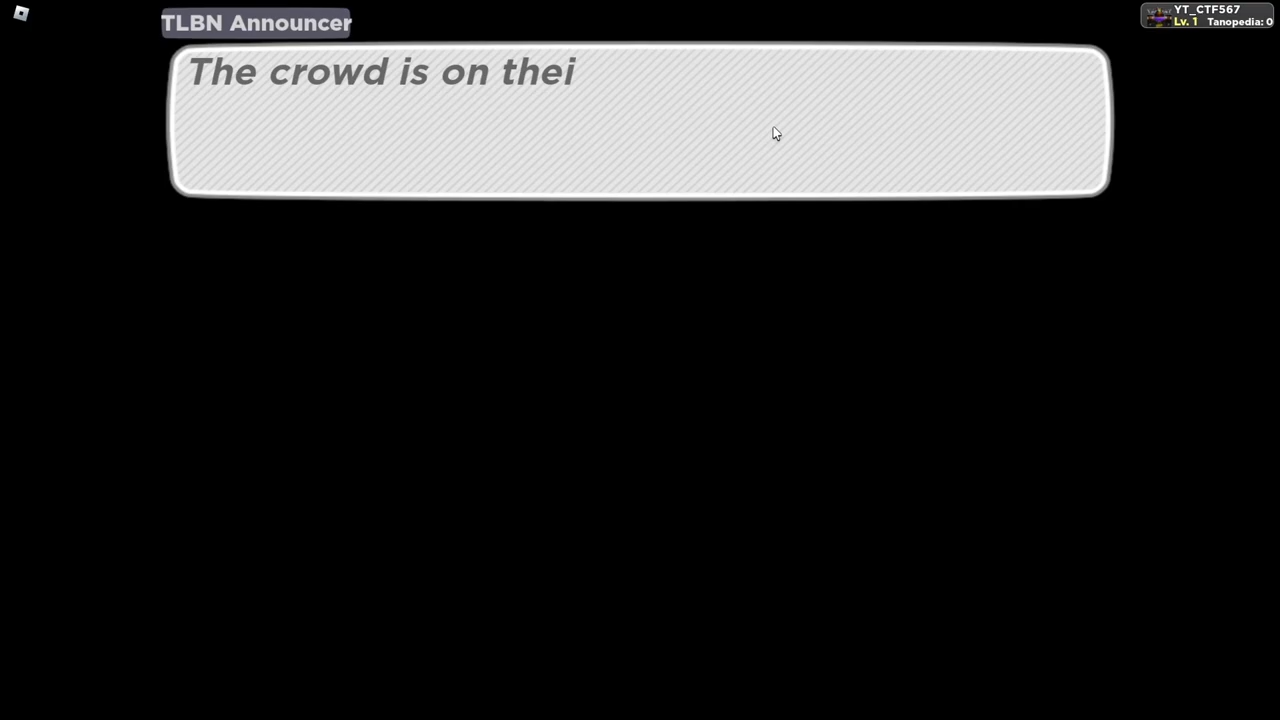 TLBN Announcer
YT_CTF567
Lv. 1 Tanopedia: 0
The crowd is on thei